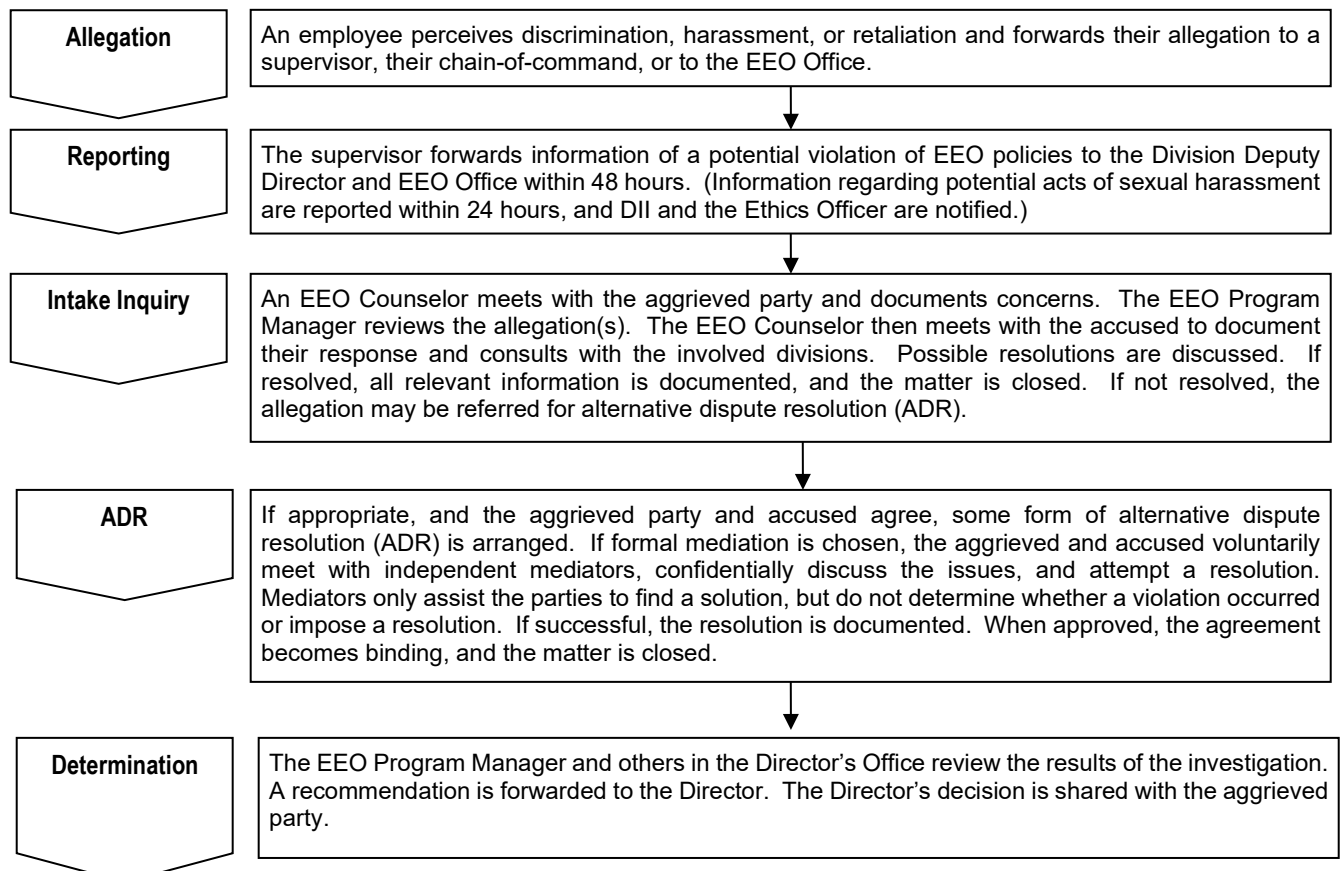 Allegation
An employee perceives discrimination, harassment, or retaliation and forwards their allegation to a
supervisor, their chain-of-command, or to the EEO Office.
Reporting
The supervisor forwards information of a potential violation of EEO policies to the Division Deputy
Director and EEO Office within 48 hours. (Information regarding potential acts of sexual harassment
are reported within 24 hours, and DII and the Ethics Officer are notified.)
Intake Inquiry
An EEO Counselor meets with the aggrieved party and documents concerns. The EEO Program
Manager reviews the allegation(s). The EEO Counselor then meets with the accused to document
their response and consults with the involved divisions. Possible resolutions are discussed. If
resolved, all relevant information is documented, and the matter is closed. If not resolved, the
allegation may be referred for alternative dispute resolution (ADR).
ADR
If appropriate, and the aggrieved party and accused agree, some form of alternative dispute
resolution (ADR) is arranged. If formal mediation is chosen, the aggrieved and accused voluntarily
meet with independent mediators, confidentially discuss the issues, and attempt a resolution.
Mediators only assist the parties to find a solution, but do not determine whether a violation occurred
or impose a resolution. If successful, the resolution is documented. When approved, the agreement
becomes binding, and the matter is closed.
Determination
The EEO Program Manager and others in the Director’s Office review the results of the investigation.
A recommendation is forwarded to the Director. The Director’s decision is shared with the aggrieved
party.